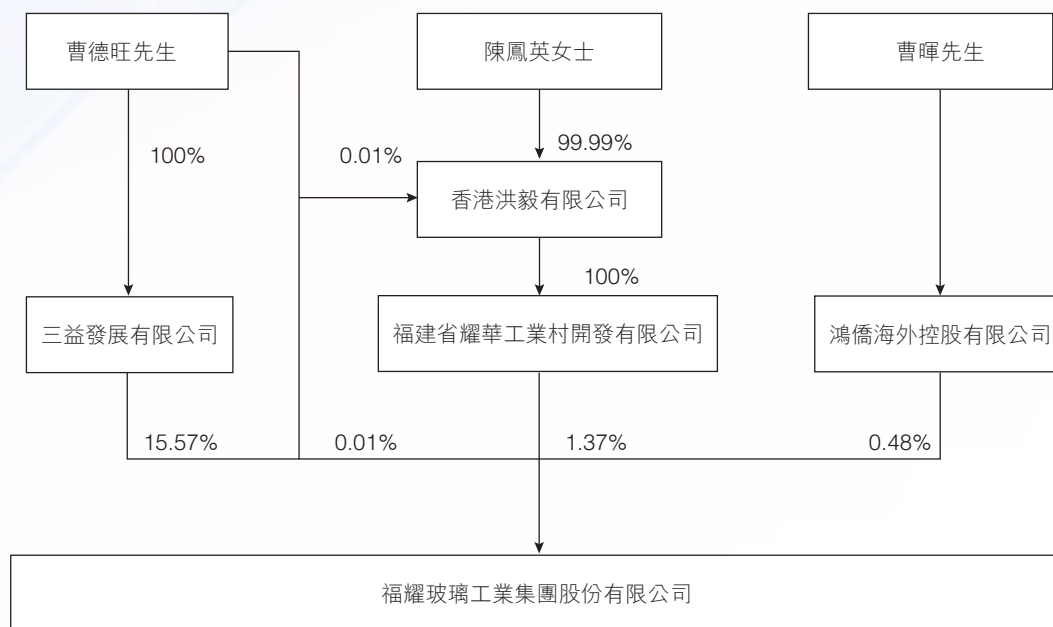 曹德旺先生
陳鳳英女士
曹暉先生
100%
0.01%
99.99%
香港洪毅有限公司
100%
三益發展有限公司
福建省耀華工業村開發有限公司
鴻僑海外控股有限公司
15.57%
0.01%
1.37%
0.48%
福耀玻璃工業集團股份有限公司